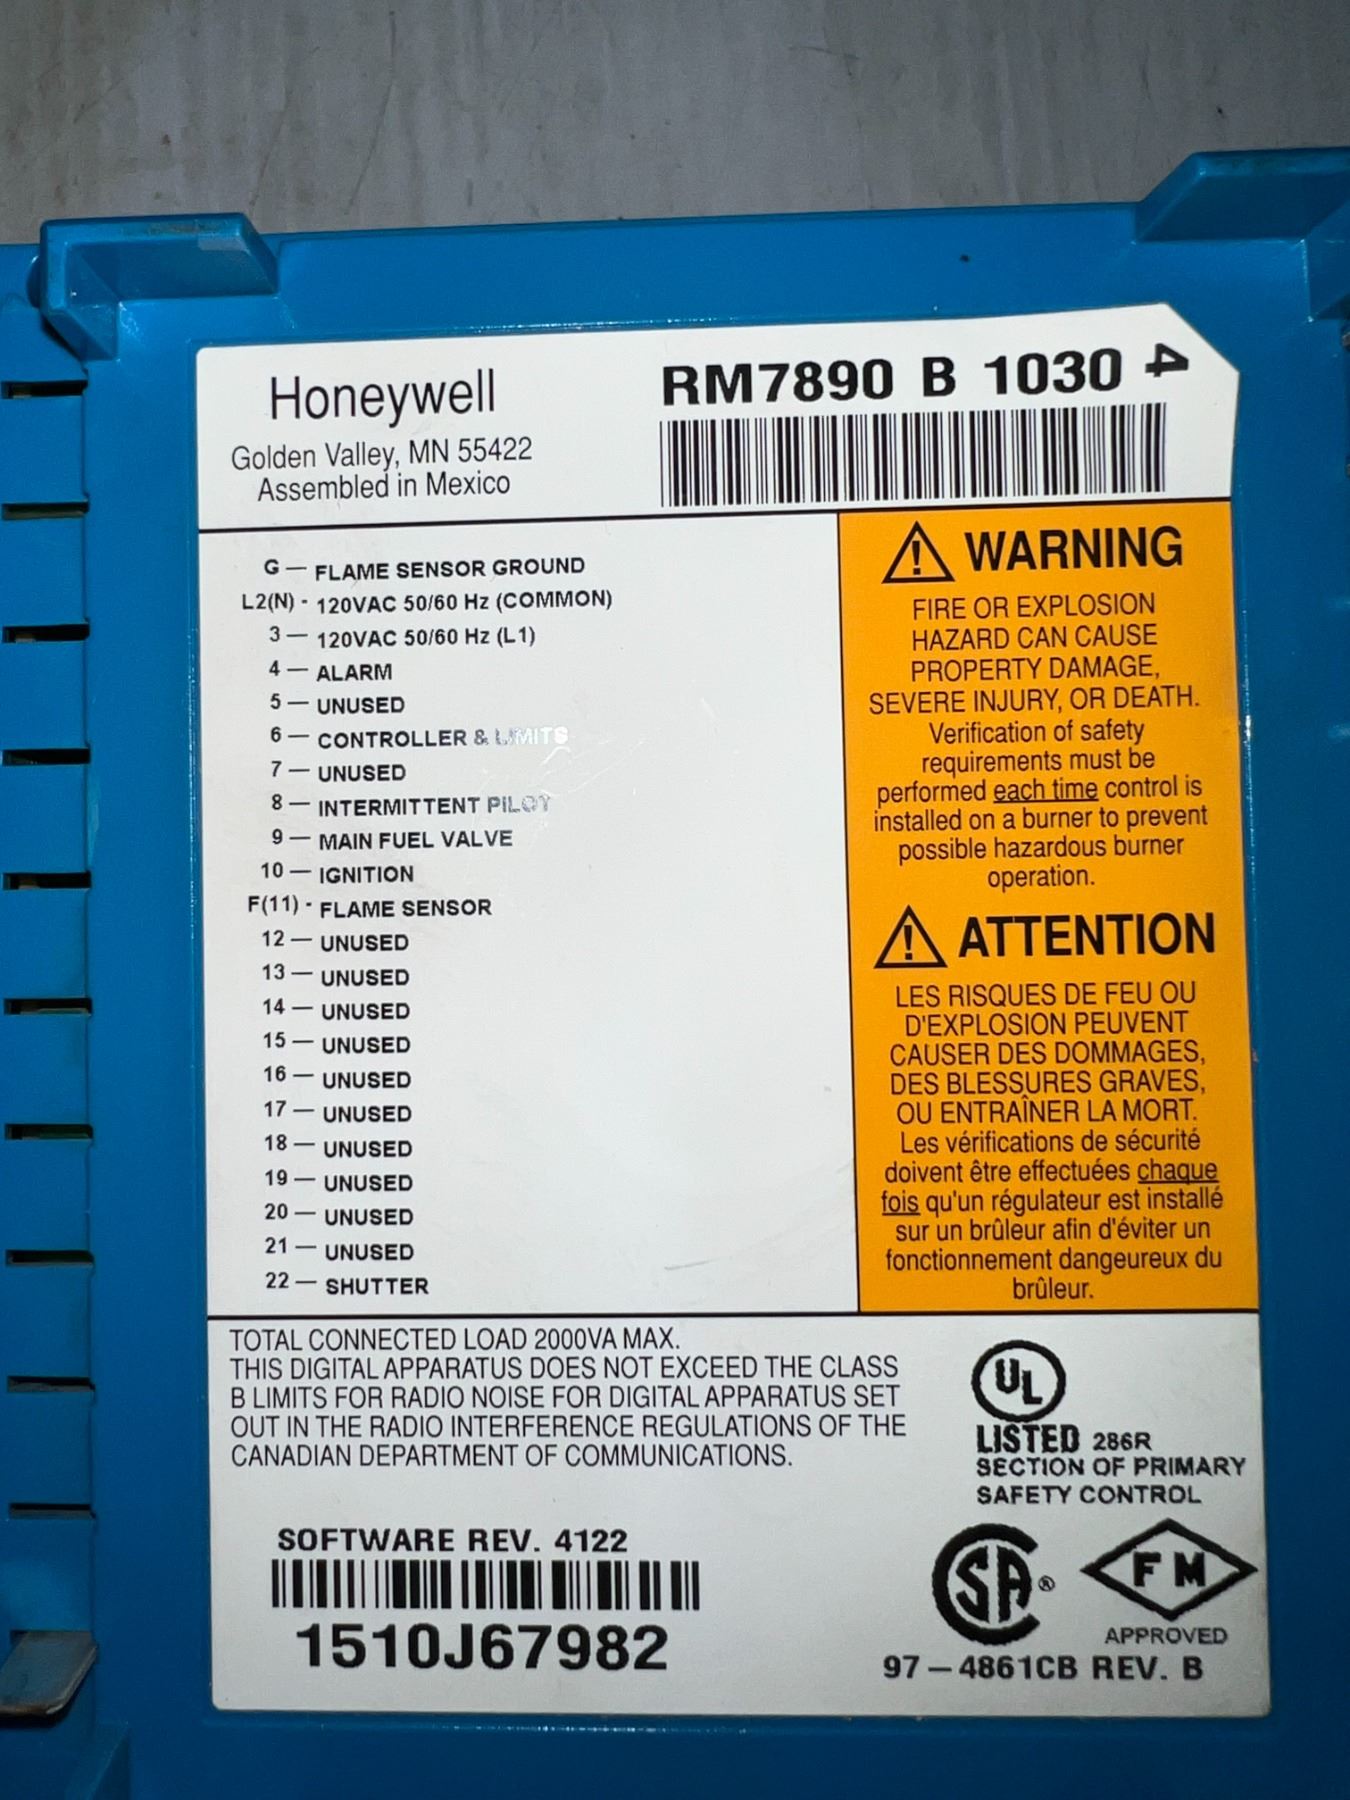 Honeywell
Golden Valley, MN 55422
Assembled in Mexico
RM7890 B 1030 4
G — FLAME SENSOR GROUND
L2(N) - 120VAC 50/60 Hz (COMMON)
3 — 120VAC 50/60 Hz (L1)
4 — ALARM
5 — UNUSED
6 — CONTROLLER & LIMITS
7 — UNUSED
8 — INTERMITTENT PILOT
9 — MAIN FUEL VALVE
10 — IGNITION
F(11) - FLAME SENSOR
12 — UNUSED
13 — UNUSED
14 — UNUSED
15 — UNUSED
16 — UNUSED
17 — UNUSED
18 — UNUSED
19 — UNUSED
20 — UNUSED
21 — UNUSED
22 — SHUTTER
WARNING
FIRE OR EXPLOSION
HAZARD CAN CAUSE
PROPERTY DAMAGE,
SEVERE INJURY, OR DEATH.
Verification of safety
requirements must be
performed each time control is
installed on a burner to prevent
possible hazardous burner
operation.
ATTENTION
LES RISQUES DE FEU OU
D'EXPLOSION PEUVENT
CAUSER DES DOMMAGES,
DES BLESSURES GRAVES,
OU ENTRAÎNER LA MORT.
Les vérifications de sécurité
doivent être effectuées chaque
fois qu'un régulateur est installé
sur un brûleur afin d'éviter un
fonctionnement dangeureux du
brûleur.
TOTAL CONNECTED LOAD 2000VA MAX.
THIS DIGITAL APPARATUS DOES NOT EXCEED THE CLASS
B LIMITS FOR RADIO NOISE FOR DIGITAL APPARATUS SET
OUT IN THE RADIO INTERFERENCE REGULATIONS OF THE
CANADIAN DEPARTMENT OF COMMUNICATIONS.
UL
LISTED 286R
SECTION OF PRIMARY
SAFETY CONTROL
SOFTWARE REV. 4122
1510J67982
SA®
FM
APPROVED
97-4861CB REV. B